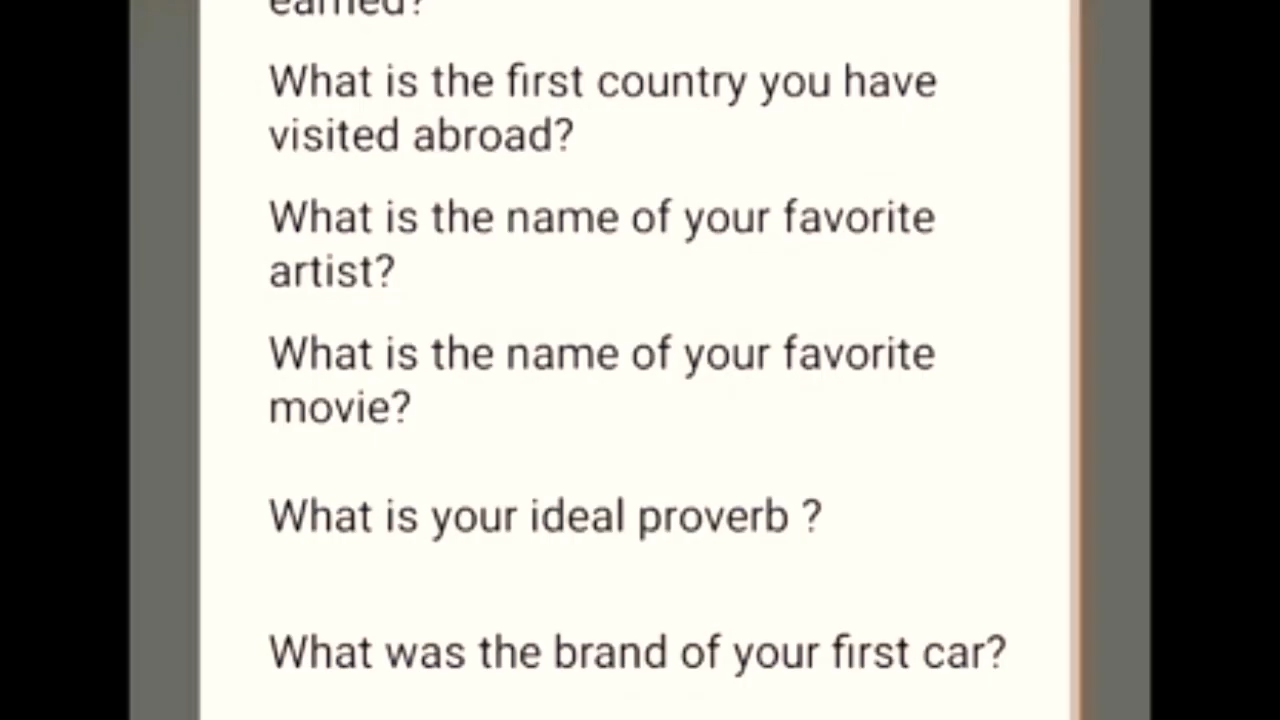 earned?
What is the first country you have
visited abroad?
What is the name of your favorite
artist?
What is the name of your favorite
movie?
What is your ideal proverb ?
What was the brand of your first car?